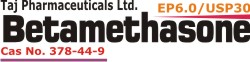 Taj Pharmaceuticals Ltd. EP6.0/USP30
Betamethasone
Cas No. 378-44-9